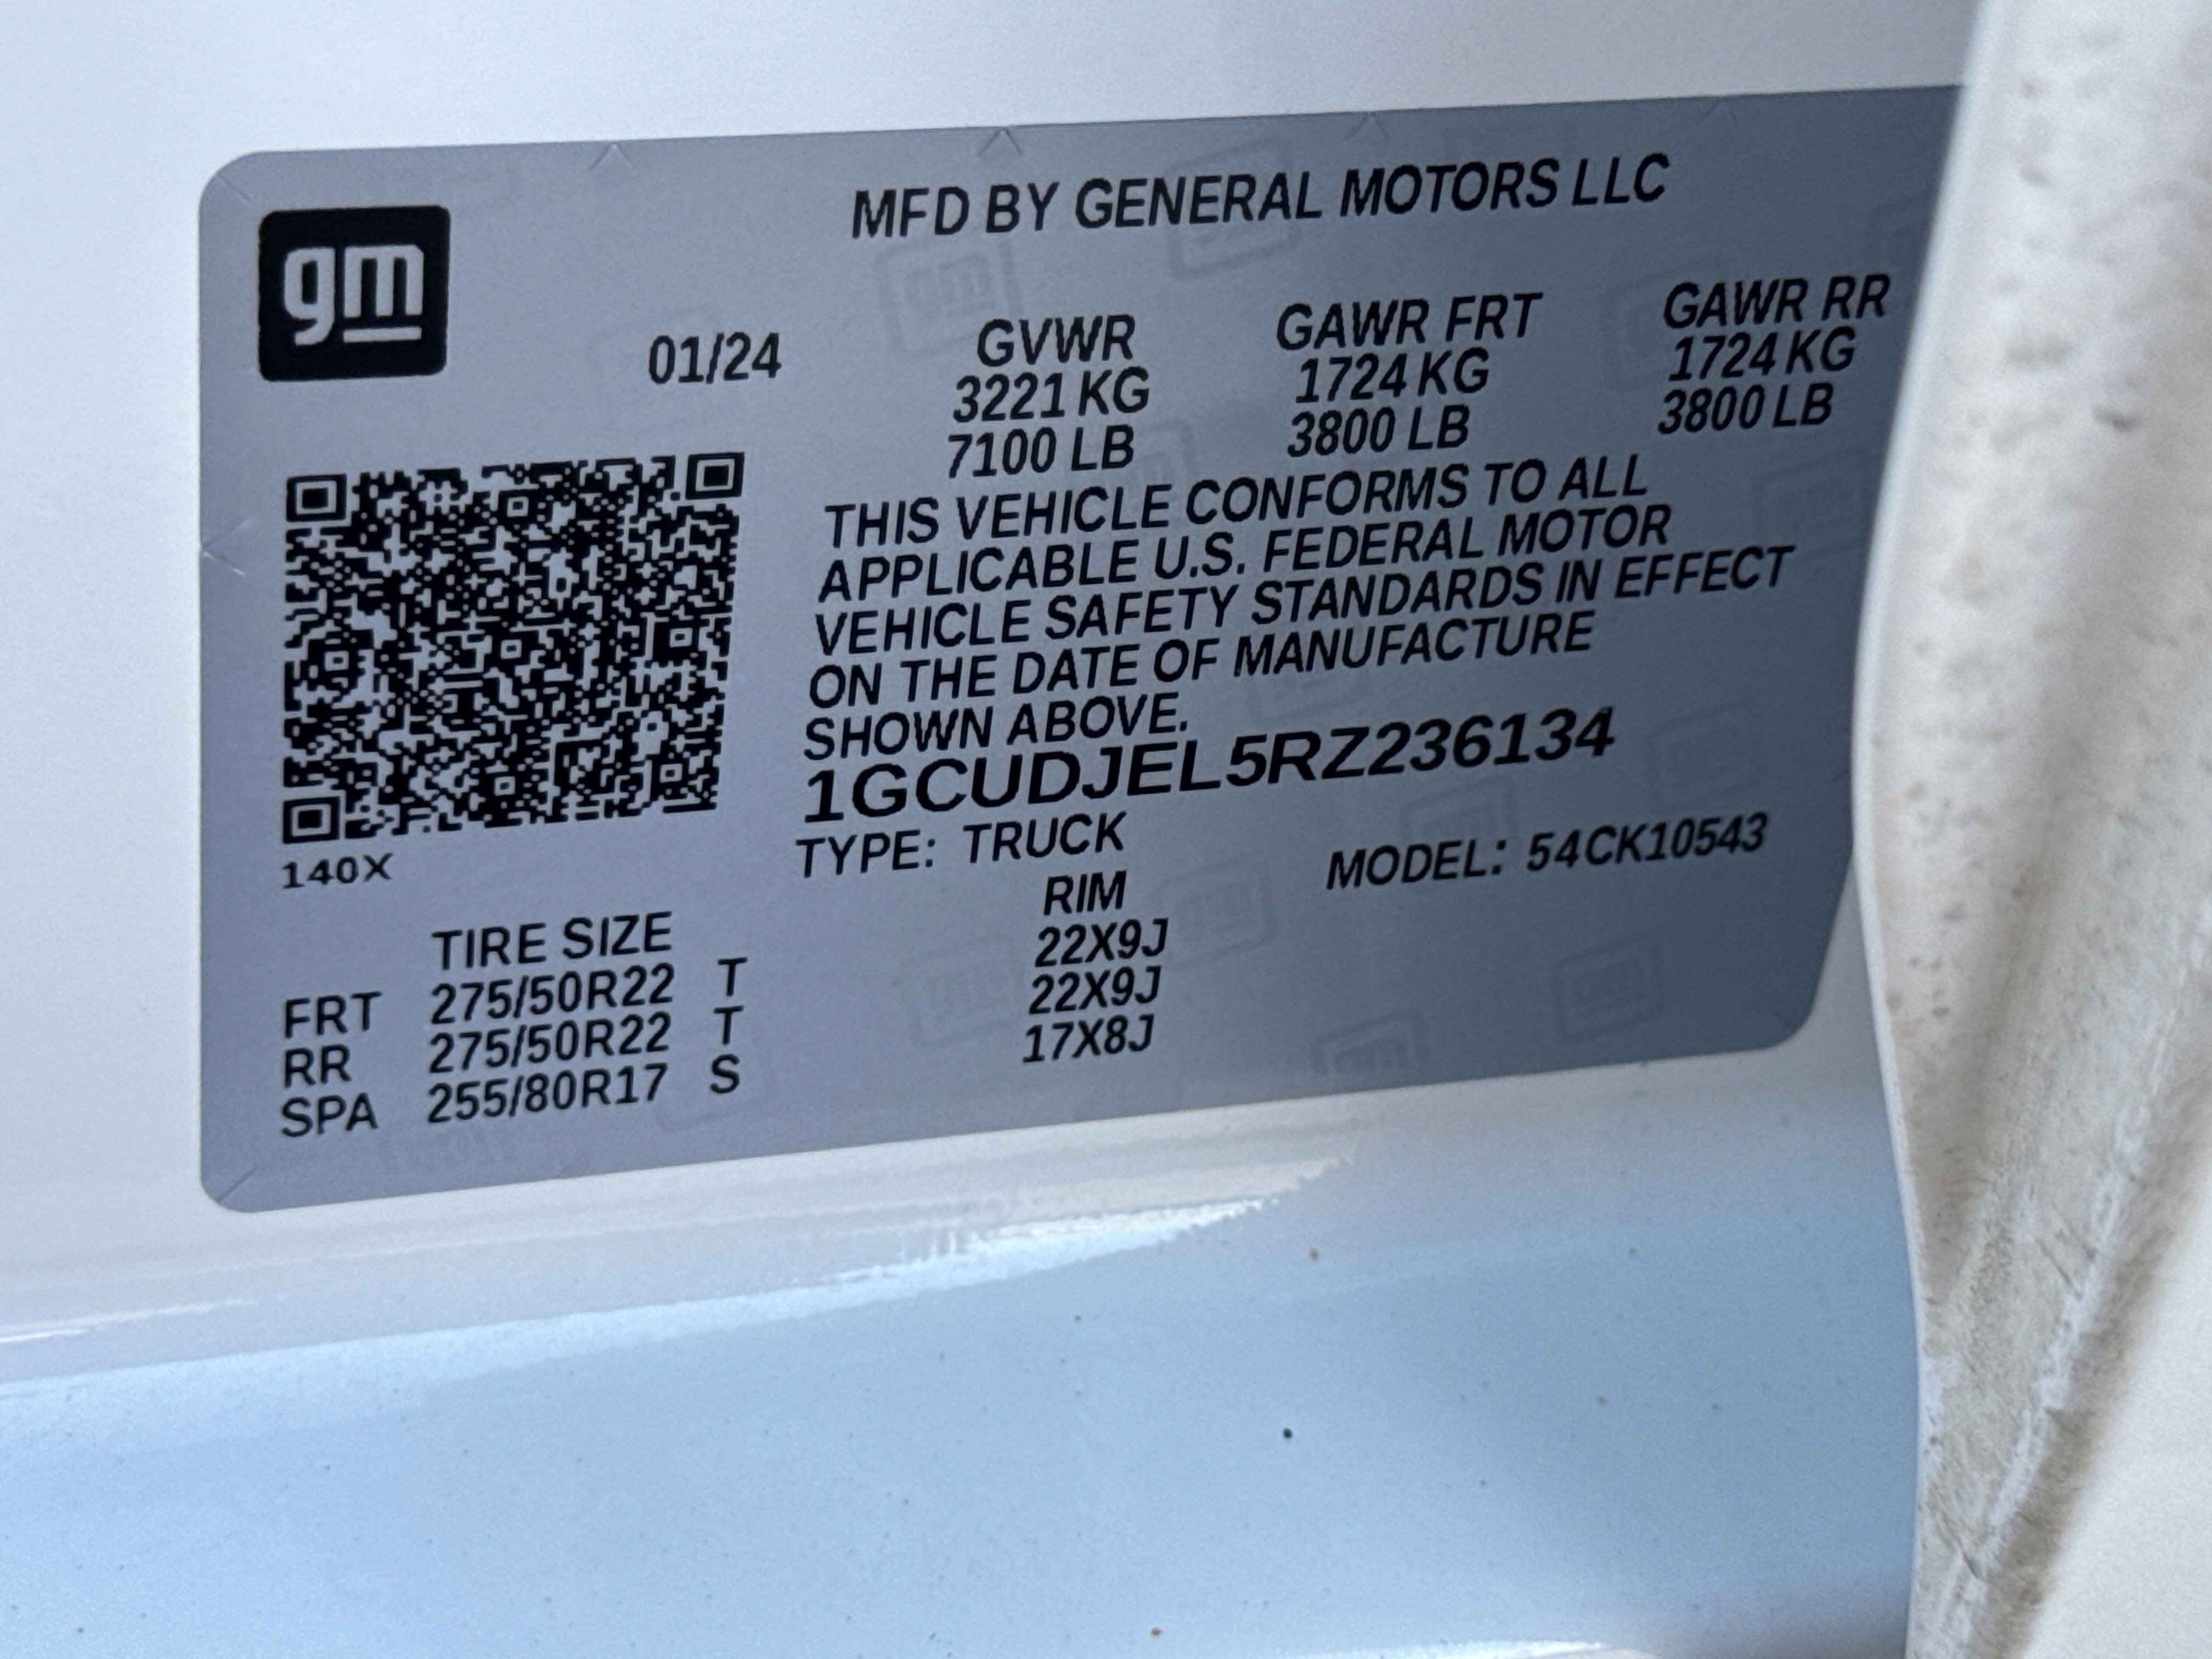 gm
MFD BY GENERAL MOTORS LLC
01/24
GVWR GAWR FRT GAWR RR
3221 KG 1724 KG 1724 KG
7100 LB 3800 LB 3800 LB
THIS VEHICLE CONFORMS TO ALL
APPLICABLE U.S. FEDERAL MOTOR
VEHICLE SAFETY STANDARDS IN EFFECT
ON THE DATE OF MANUFACTURE
SHOWN ABOVE.
1GCUDJEL5RZ236134
140X
TYPE: TRUCK MODEL: 54CK10543
TIRE SIZE RIM
FRT 275/50R22 T 22X9J
RR 275/50R22 T 22X9J
SPA 255/80R17 S 17X8J